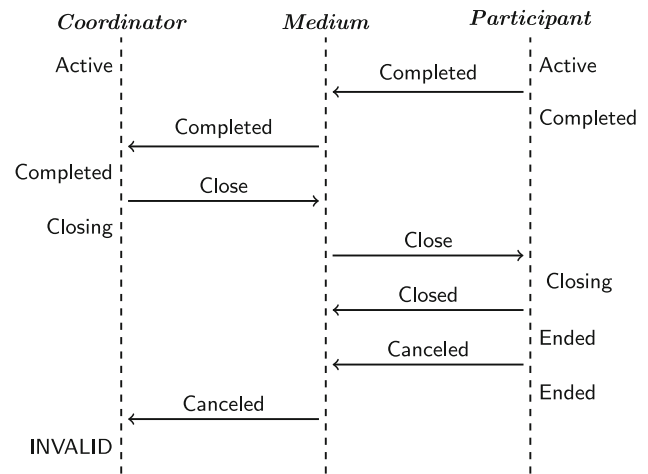 Coordinator Medium Participant
Active Active
Completed
Completed
Completed
Completed
Close
Closing
Close
Closing
Closed
Ended
Canceled
Ended
Canceled
INVALID